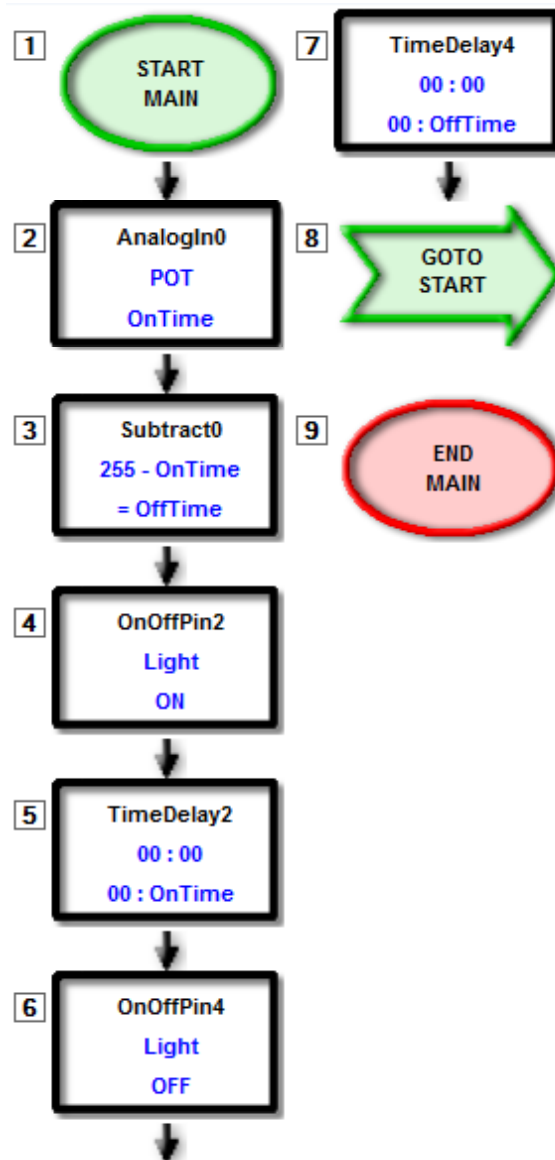 1
START
MAIN
2
AnalogIn0
POT
OnTime
3
Subtract0
255 - OnTime
= OffTime
4
OnOffPin2
Light
ON
5
TimeDelay2
00 : 00
00 : OnTime
6
OnOffPin4
Light
OFF
7
TimeDelay4
00 : 00
00 : OffTime
8
GOTO
START
9
END
MAIN